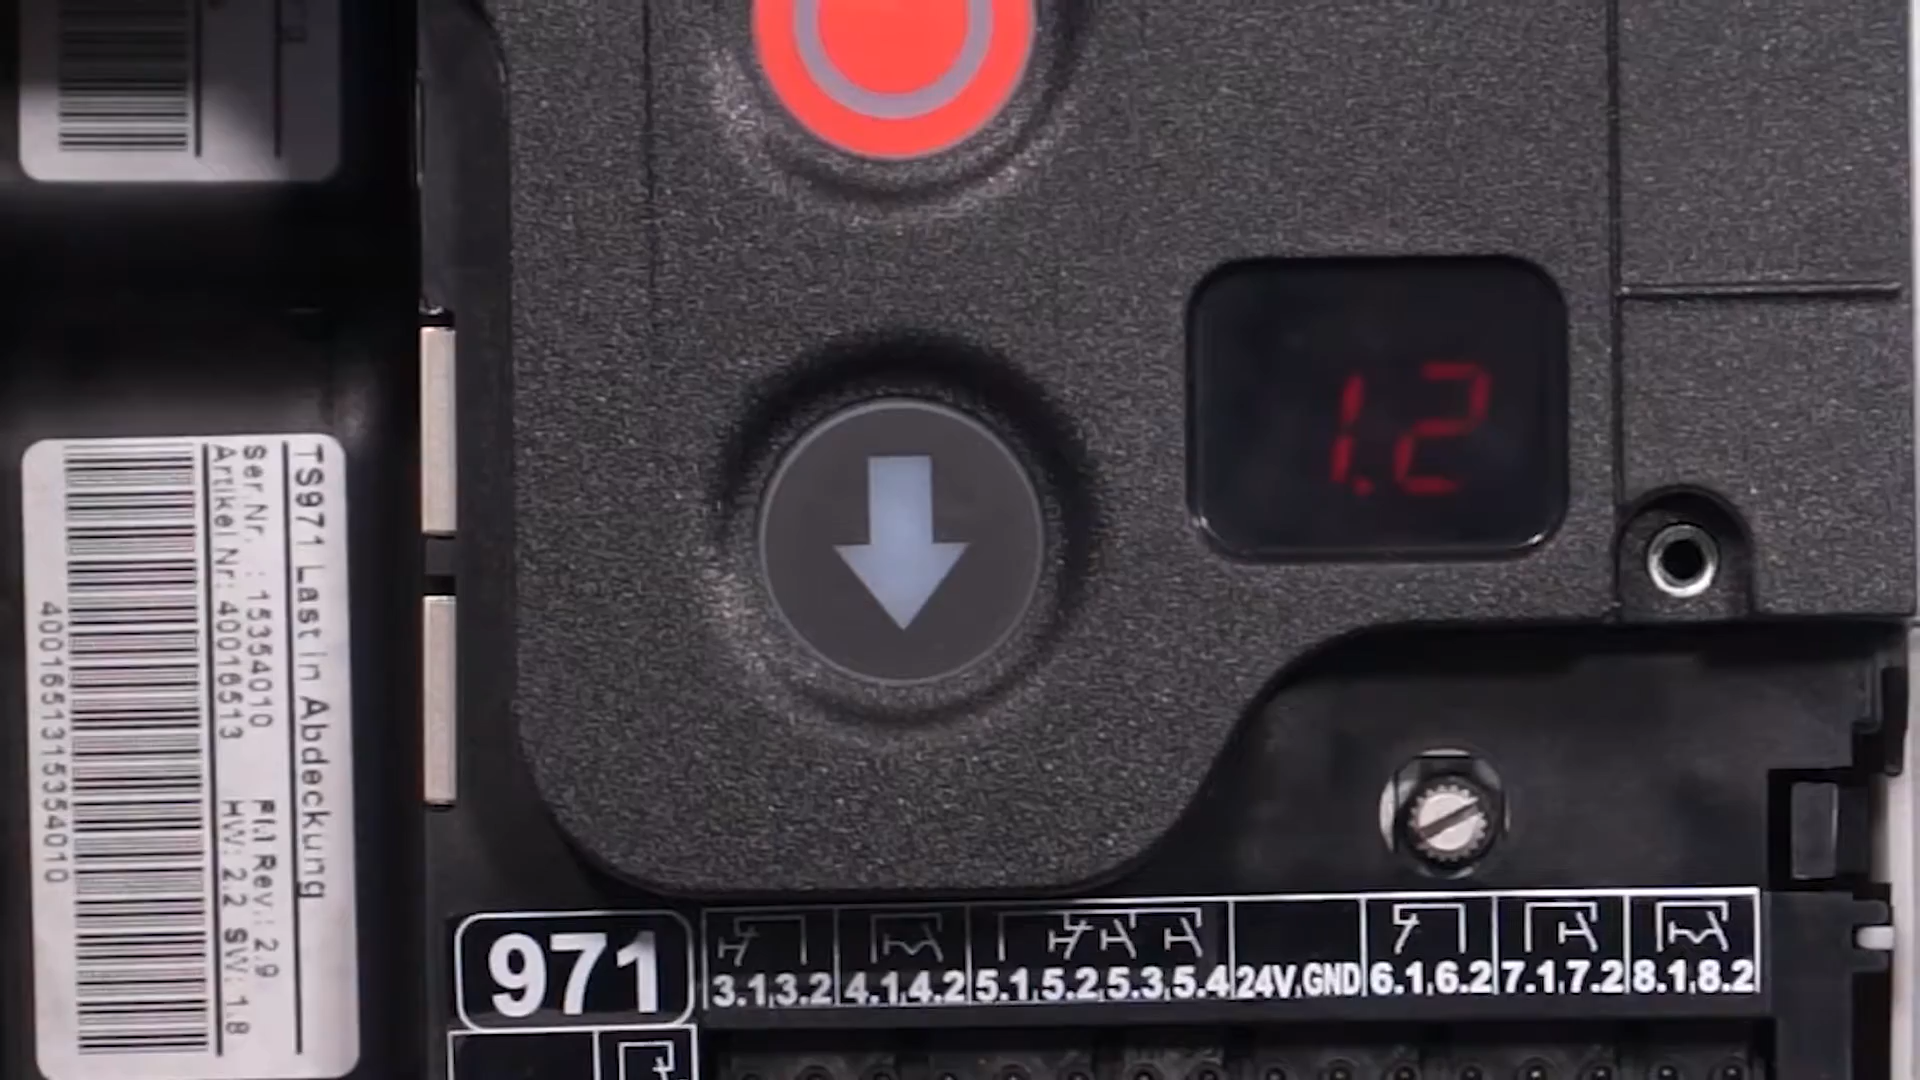 TS971 Last in Abdeckung
Ser.Nr. : 15354010
Rev.: 2.9
Artikel Nr: 40016513 HW: 2.2 SW: 1.8
4001651315354010
1.2
971
3.1,3.2 4.1,4.2 5.1,5.2,5.3,5.4 24V,GND 6.1,6.2 7.1,7.2 8.1,8.2